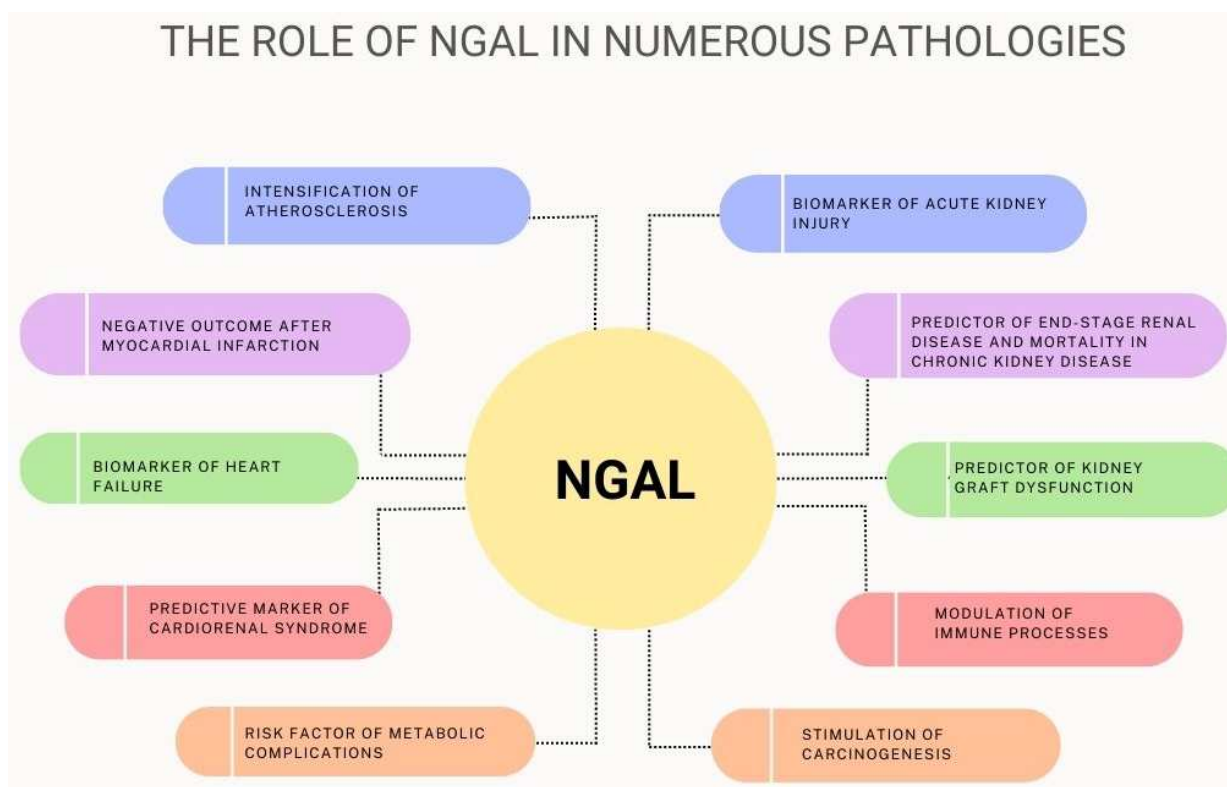 THE ROLE OF NGAL IN NUMEROUS PATHOLOGIES
INTENSIFICATION OF
ATHEROSCLEROSIS
BIOMARKER OF ACUTE KIDNEY
INJURY
NEGATIVE OUTCOME AFTER
MYOCARDIAL INFARCTION
PREDICTOR OF END-STAGE RENAL
DISEASE AND MORTALITY IN
CHRONIC KIDNEY DISEASE
BIOMARKER OF HEART
FAILURE
NGAL
PREDICTOR OF KIDNEY
GRAFT DYSFUNCTION
PREDICTIVE MARKER OF
CARDIORENAL SYNDROME
MODULATION OF
IMMUNE PROCESSES
RISK FACTOR OF METABOLIC
COMPLICATIONS
STIMULATION OF
CARCINOGENESIS